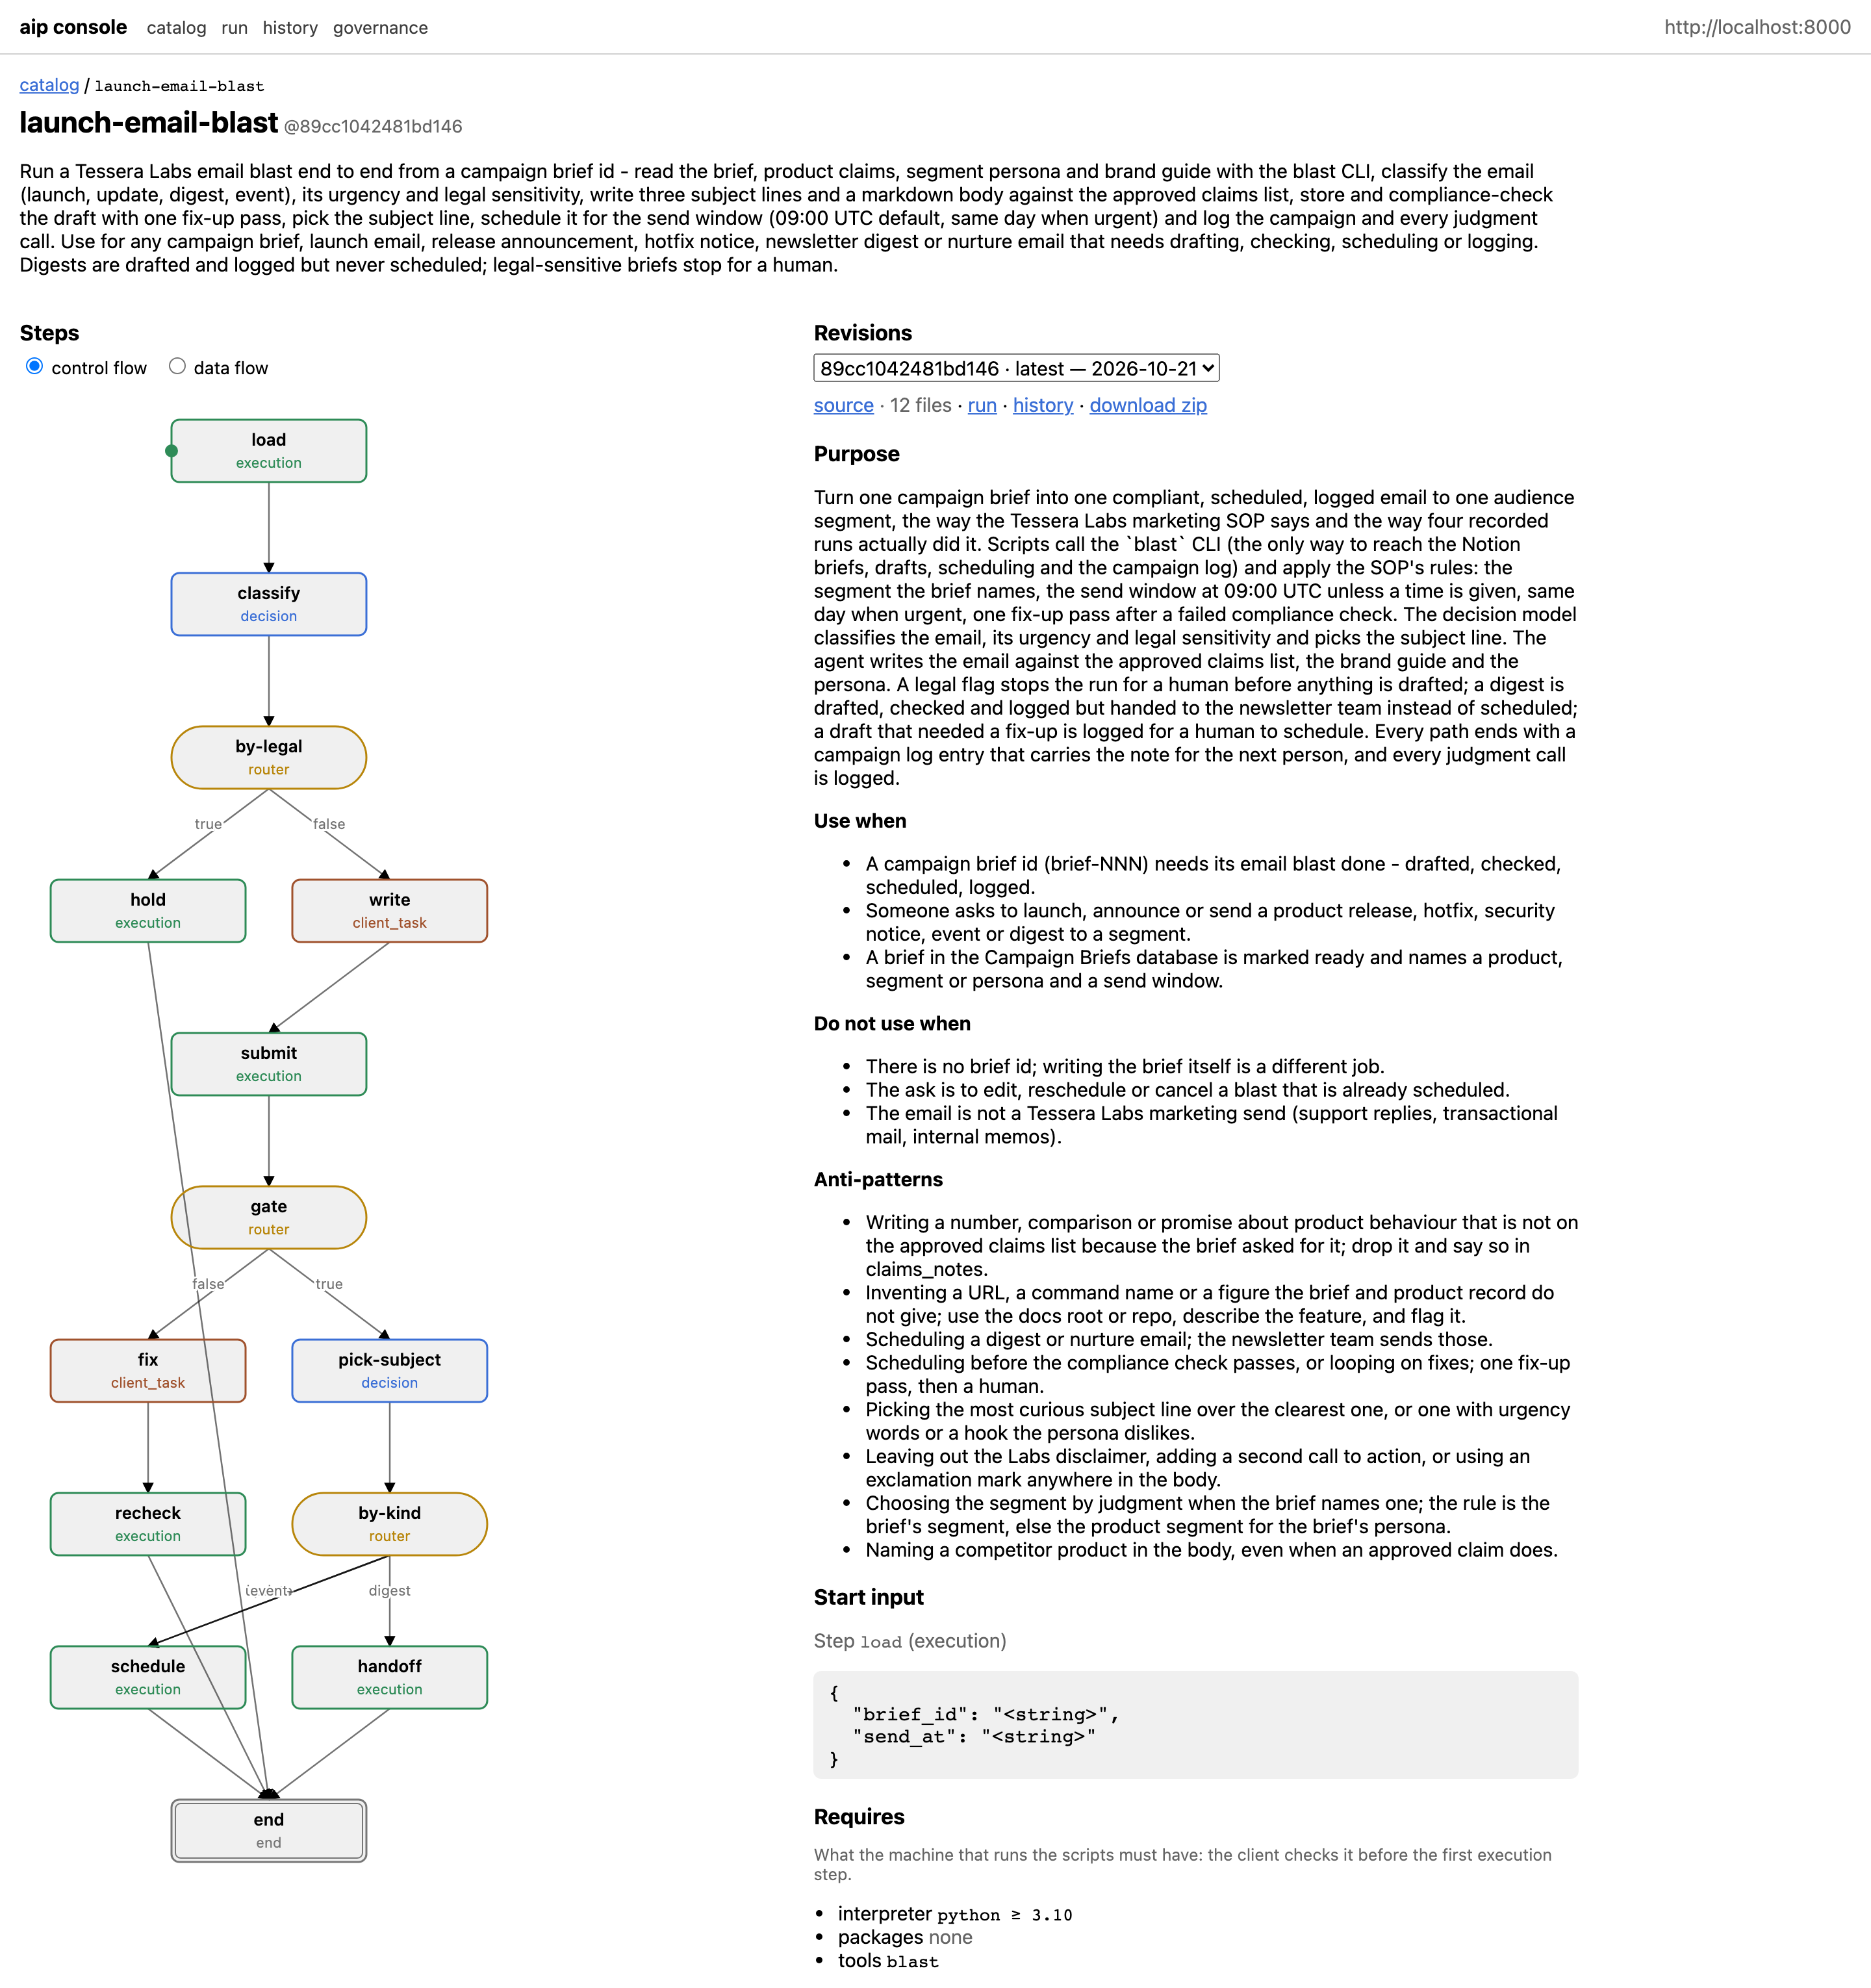 aip console catalog run history governance http://localhost:8000
catalog / launch-email-blast
launch-email-blast @89cc1042481bd146
Run a Tessera Labs email blast end to end from a campaign brief id - read the brief, product claims, segment persona and brand guide with the blast CLI, classify the email
(launch, update, digest, event), its urgency and legal sensitivity, write three subject lines and a markdown body against the approved claims list, store and compliance-check
the draft with one fix-up pass, pick the subject line, schedule it for the send window (09:00 UTC default, same day when urgent) and log the campaign and every judgment
call. Use for any campaign brief, launch email, release announcement, hotfix notice, newsletter digest or nurture email that needs drafting, checking, scheduling or logging.
Digests are drafted and logged but never scheduled; legal-sensitive briefs stop for a human.
Steps
control flow data flow
load
execution
classify
decision
by-legal
router
true false
hold
execution
write
client_task
submit
execution
gate
router
false true
fix
client_task
pick-subject
decision
recheck
execution
by-kind
router
digest
schedule
execution
handoff
execution
end
end
Revisions
89cc1042481bd146 · latest — 2026-10-21
source · 12 files · run · history · download zip
Purpose
Turn one campaign brief into one compliant, scheduled, logged email to one audience
segment, the way the Tessera Labs marketing SOP says and the way four recorded
runs actually did it. Scripts call the `blast` CLI (the only way to reach the Notion
briefs, drafts, scheduling and the campaign log) and apply the SOP's rules: the
segment the brief names, the send window at 09:00 UTC unless a time is given, same
day when urgent, one fix-up pass after a failed compliance check. The decision model
classifies the email, its urgency and legal sensitivity and picks the subject line. The
agent writes the email against the approved claims list, the brand guide and the
persona. A legal flag stops the run for a human before anything is drafted; a digest is
drafted, checked and logged but handed to the newsletter team instead of scheduled;
a draft that needed a fix-up is logged for a human to schedule. Every path ends with a
campaign log entry that carries the note for the next person, and every judgment call
is logged.
Use when
• A campaign brief id (brief-NNN) needs its email blast done - drafted, checked,
scheduled, logged.
• Someone asks to launch, announce or send a product release, hotfix, security
notice, event or digest to a segment.
• A brief in the Campaign Briefs database is marked ready and names a product,
segment or persona and a send window.
Do not use when
• There is no brief id; writing the brief itself is a different job.
• The ask is to edit, reschedule or cancel a blast that is already scheduled.
• The email is not a Tessera Labs marketing send (support replies, transactional
mail, internal memos).
Anti-patterns
• Writing a number, comparison or promise about product behaviour that is not on
the approved claims list because the brief asked for it; drop it and say so in
claims_notes.
• Inventing a URL, a command name or a figure the brief and product record do
not give; use the docs root or repo, describe the feature, and flag it.
• Scheduling a digest or nurture email; the newsletter team sends those.
• Scheduling before the compliance check passes, or looping on fixes; one fix-up
pass, then a human.
• Picking the most curious subject line over the clearest one, or one with urgency
words or a hook the persona dislikes.
• Leaving out the Labs disclaimer, adding a second call to action, or using an
exclamation mark anywhere in the body.
• Choosing the segment by judgment when the brief names one; the rule is the
brief's segment, else the product segment for the brief's persona.
• Naming a competitor product in the body, even when an approved claim does.
Start input
Step load (execution)
{
"brief_id": "<string>",
"send_at": "<string>"
}
Requires
What the machine that runs the scripts must have: the client checks it before the first execution
step.
• interpreter python ≥ 3.10
• packages none
• tools blast